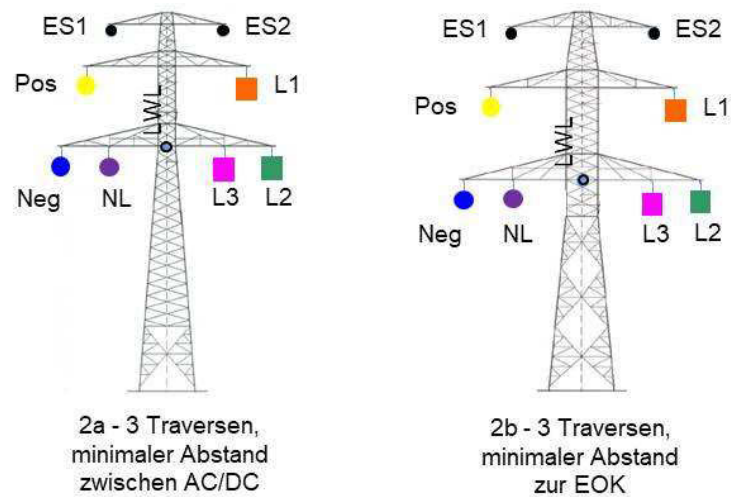 ES1
ES2
Pos
L1
LWL
Neg
NL
L3
L2
2a - 3 Traversen,
minimaler Abstand
zwischen AC/DC
ES1
ES2
Pos
L1
LWL
Neg
NL
L3
L2
2b - 3 Traversen,
minimaler Abstand
zur EOK